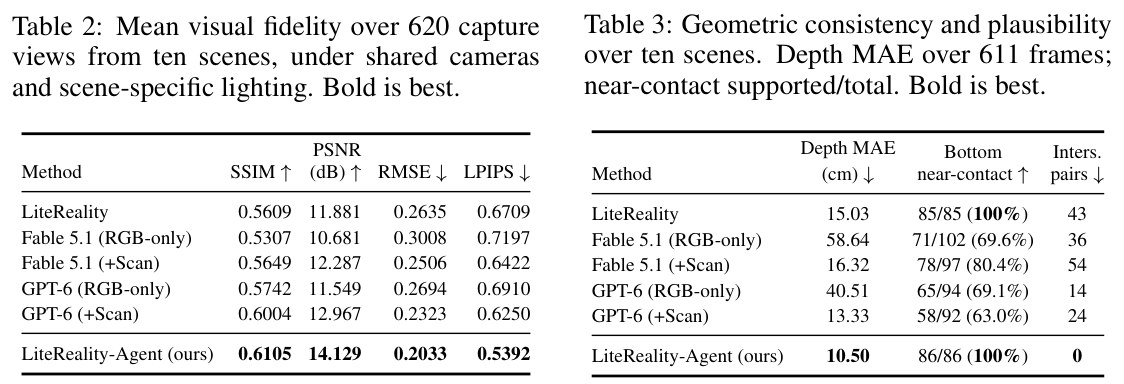 Table 2: Mean visual fidelity over 620 capture
views from ten scenes, under shared cameras
and scene-specific lighting. Bold is best.
PSNR
Method SSIM ↑ (dB) ↑ RMSE ↓ LPIPS ↓
LiteReality 0.5609 11.881 0.2635 0.6709
Fable 5.1 (RGB-only) 0.5307 10.681 0.3008 0.7197
Fable 5.1 (+Scan) 0.5649 12.287 0.2506 0.6422
GPT-6 (RGB-only) 0.5742 11.549 0.2694 0.6910
GPT-6 (+Scan) 0.6004 12.967 0.2323 0.6250
LiteReality-Agent (ours) 0.6105 14.129 0.2033 0.5392
Table 3: Geometric consistency and plausibility
over ten scenes. Depth MAE over 611 frames;
near-contact supported/total. Bold is best.
Depth MAE Bottom Inters.
Method (cm) ↓ near-contact ↑ pairs ↓
LiteReality 15.03 85/85 (100%) 43
Fable 5.1 (RGB-only) 58.64 71/102 (69.6%) 36
Fable 5.1 (+Scan) 16.32 78/97 (80.4%) 54
GPT-6 (RGB-only) 40.51 65/94 (69.1%) 14
GPT-6 (+Scan) 13.33 58/92 (63.0%) 24
LiteReality-Agent (ours) 10.50 86/86 (100%) 0